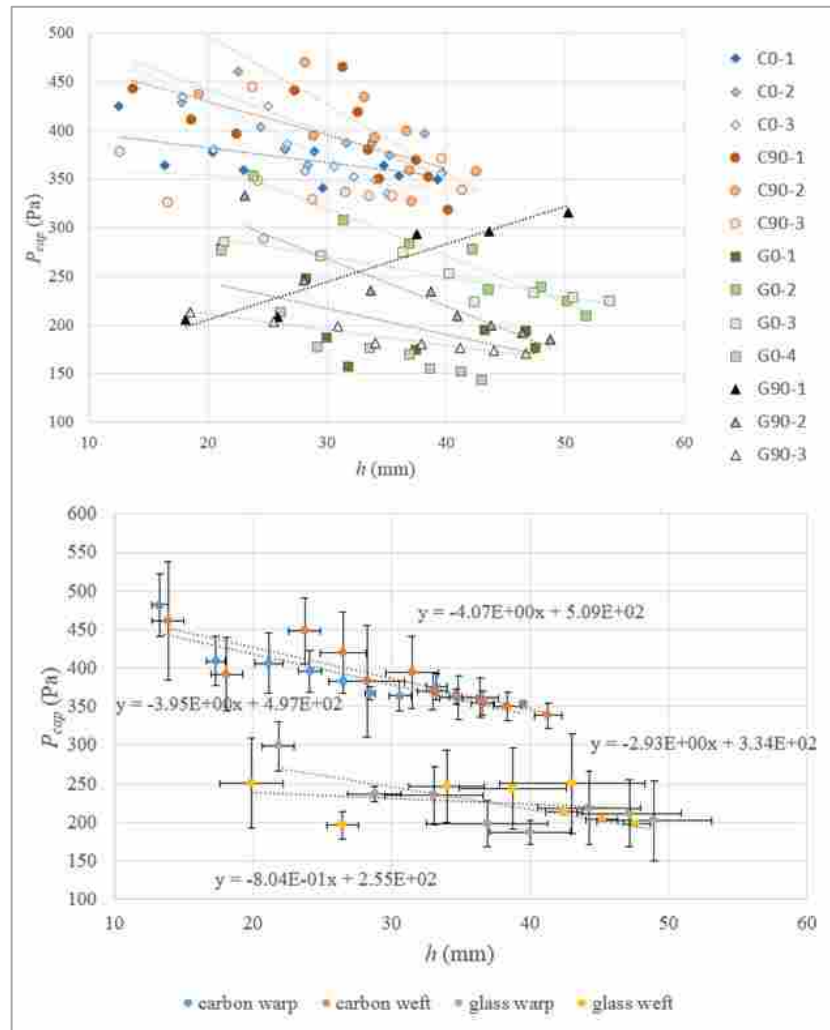 500
450
400
350
300
250
200
150
100
P_cap (Pa)
10 20 30 40 50 60
h (mm)
C0-1
C0-2
C0-3
C90-1
C90-2
C90-3
G0-1
G0-2
G0-3
G0-4
G90-1
G90-2
G90-3
600
550
500
450
400
350
300
250
200
150
100
P_cap (Pa)
y = -4.07E+00x + 5.09E+02
y = -3.95E+00x + 4.97E+02
y = -2.93E+00x + 3.34E+02
y = -8.04E-01x + 2.55E+02
10 20 30 40 50 60
h (mm)
carbon warp carbon weft glass warp glass weft